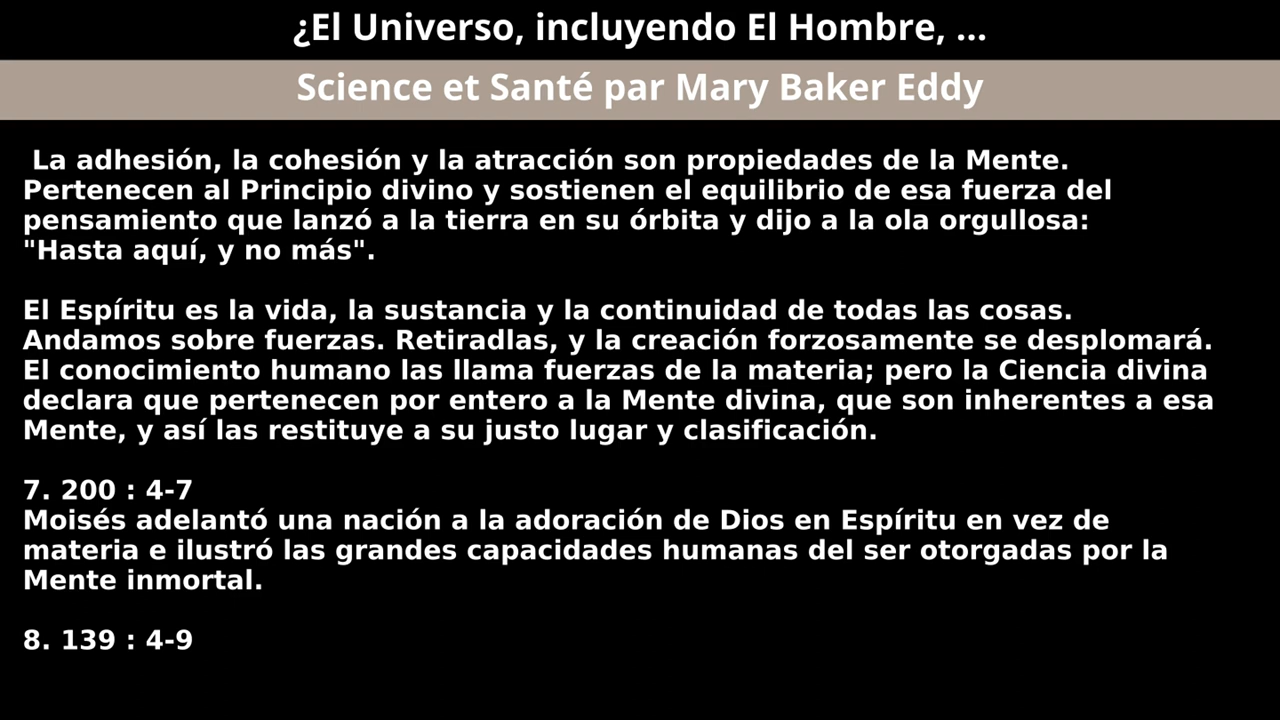 ¿El Universo, incluyendo El Hombre, ...
Science et Santé par Mary Baker Eddy
La adhesión, la cohesión y la atracción son propiedades de la Mente.
Pertenecen al Principio divino y sostienen el equilibrio de esa fuerza del
pensamiento que lanzó a la tierra en su órbita y dijo a la ola orgullosa:
"Hasta aquí, y no más".
El Espíritu es la vida, la sustancia y la continuidad de todas las cosas.
Andamos sobre fuerzas. Retiradlas, y la creación forzosamente se desplomará.
El conocimiento humano las llama fuerzas de la materia; pero la Ciencia divina
declara que pertenecen por entero a la Mente divina, que son inherentes a esa
Mente, y así las restituye a su justo lugar y clasificación.
7. 200 : 4-7
Moisés adelantó una nación a la adoración de Dios en Espíritu en vez de
materia e ilustró las grandes capacidades humanas del ser otorgadas por la
Mente inmortal.
8. 139 : 4-9